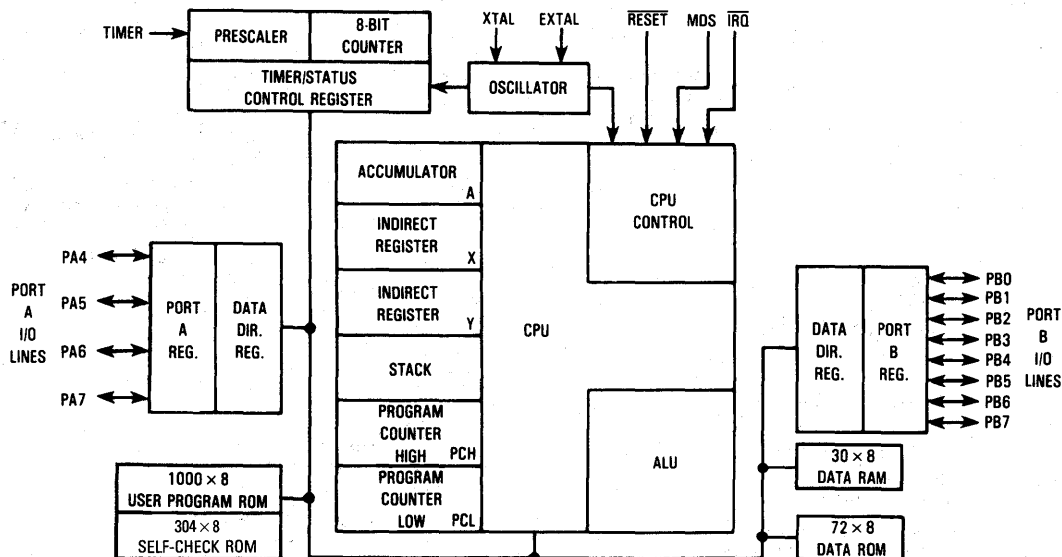 TIMER
PRESCALER
8-BIT
COUNTER
TIMER/STATUS
CONTROL REGISTER
XTAL
EXTAL
OSCILLATOR
RESET
MDS
IRQ
ACCUMULATOR
A
INDIRECT
REGISTER
X
INDIRECT
REGISTER
Y
STACK
PROGRAM
COUNTER
HIGH PCH
PROGRAM
COUNTER
LOW PCL
CPU
CPU
CONTROL
ALU
PORT
A
I/O
LINES
PA4
PA5
PA6
PA7
PORT
A
REG.
DATA
DIR.
REG.
1000 × 8
USER PROGRAM ROM
304 × 8
SELF-CHECK ROM
DATA
DIR.
REG.
PORT
B
REG.
PB0
PB1
PB2
PB3
PB4
PB5
PB6
PB7
PORT
B
I/O
LINES
30 × 8
DATA RAM
72 × 8
DATA ROM